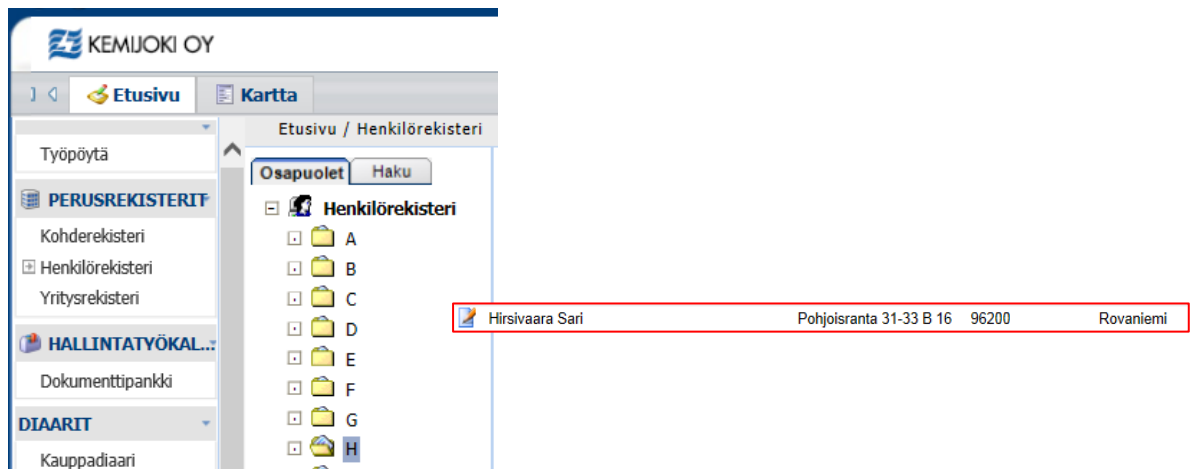 KEMIJOKI OY
Etusivu
Kartta
Työpöytä
PERUSREKISTERIT
Kohderekisteri
Henkilörekisteri
Yritysrekisteri
HALLINTATYÖKAL...
Dokumenttipankki
DIAARIT
Kauppadiaari
Etusivu / Henkilörekisteri
Osapuolet Haku
Henkilörekisteri
A
B
C
D
E
F
G
H
Hirsivaara Sari Pohjoisranta 31-33 B 16 96200 Rovaniemi